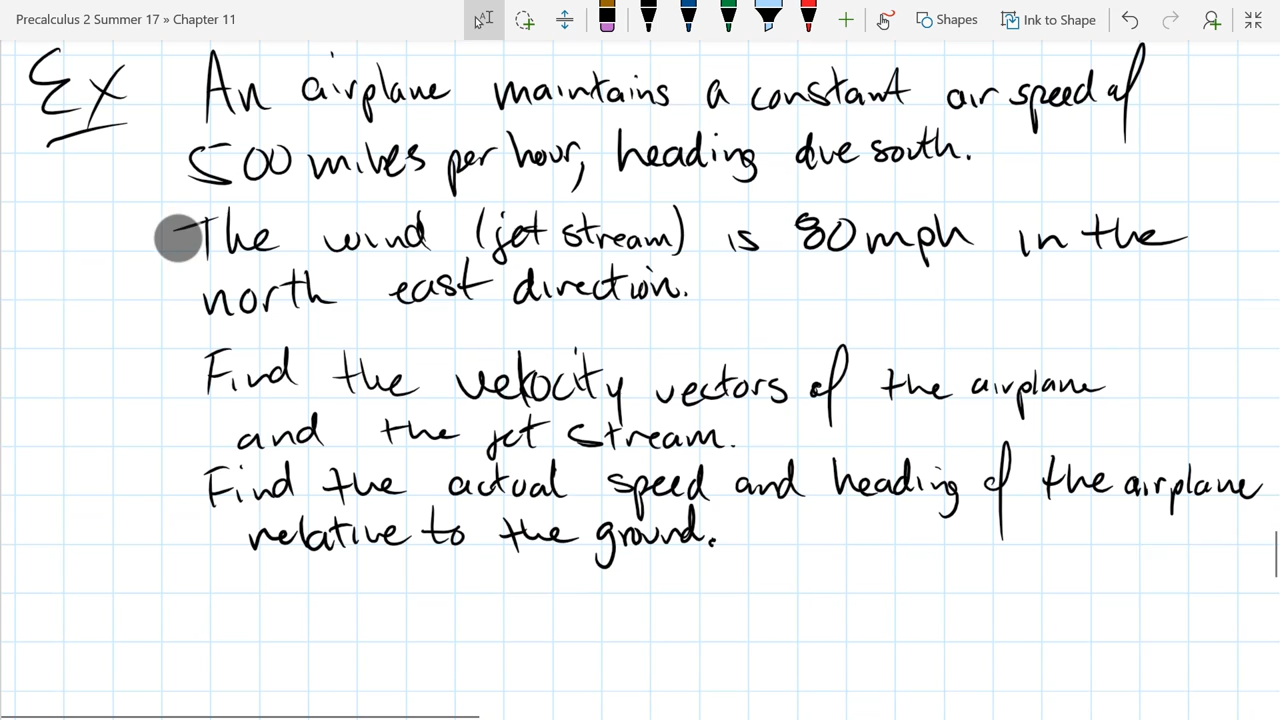 Precalculus 2 Summer 17 » Chapter 11
Shapes
Ink to Shape
Ex An airplane maintains a constant air speed of
500 miles per hour, heading due south.
The wind (jet stream) is 80 mph in the
north east direction.
Find the velocity vectors of the airplane
and the jet stream.
Find the actual speed and heading of the airplane
relative to the ground.